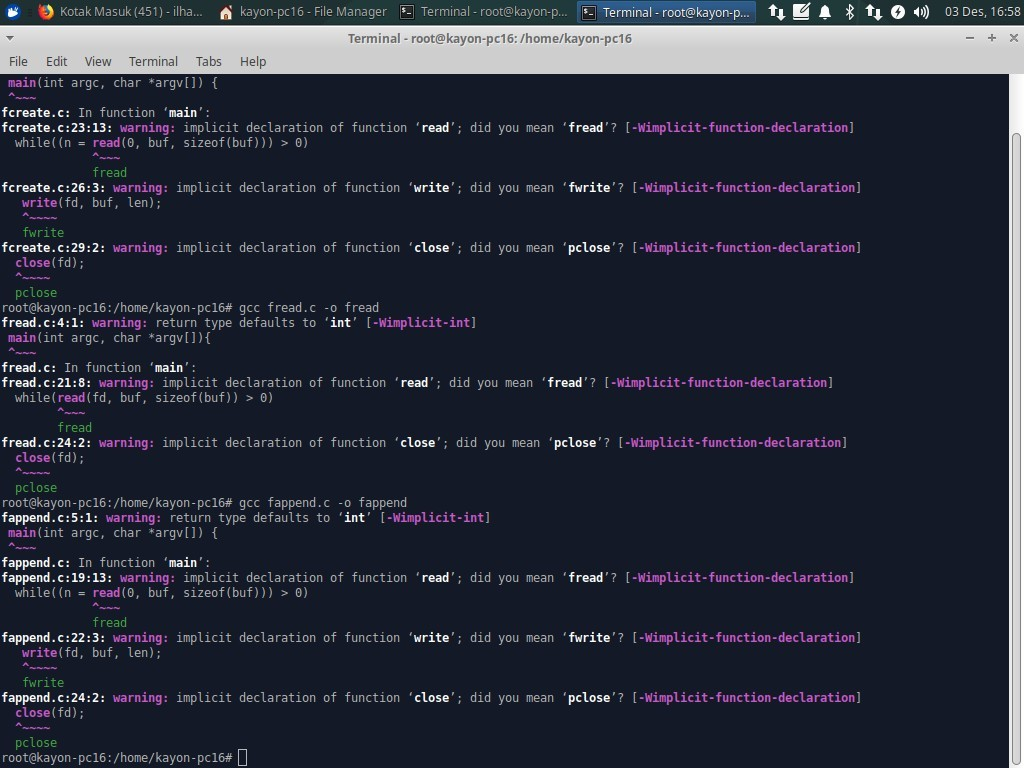 Kotak Masuk (451) - ilha...
kayon-pc16 - File Manager
Terminal - root@kayon-p...
Terminal - root@kayon-p...
03 Des, 16:58
Terminal - root@kayon-pc16: /home/kayon-pc16
File Edit View Terminal Tabs Help
main(int argc, char *argv[]) {
^~~~
fcreate.c: In function ‘main’:
fcreate.c:23:13: warning: implicit declaration of function ‘read’; did you mean ‘fread’? [-Wimplicit-function-declaration]
while((n = read(0, buf, sizeof(buf))) > 0)
^~~~
fread
fcreate.c:26:3: warning: implicit declaration of function ‘write’; did you mean ‘fwrite’? [-Wimplicit-function-declaration]
write(fd, buf, len);
^~~~~
fwrite
fcreate.c:29:2: warning: implicit declaration of function ‘close’; did you mean ‘pclose’? [-Wimplicit-function-declaration]
close(fd);
^~~~~
pclose
root@kayon-pc16:/home/kayon-pc16# gcc fread.c -o fread
fread.c:4:1: warning: return type defaults to ‘int’ [-Wimplicit-int]
main(int argc, char *argv[]){
^~~~
fread.c: In function ‘main’:
fread.c:21:8: warning: implicit declaration of function ‘read’; did you mean ‘fread’? [-Wimplicit-function-declaration]
while(read(fd, buf, sizeof(buf)) > 0)
^~~~
fread
fread.c:24:2: warning: implicit declaration of function ‘close’; did you mean ‘pclose’? [-Wimplicit-function-declaration]
close(fd);
^~~~~
pclose
root@kayon-pc16:/home/kayon-pc16# gcc fappend.c -o fappend
fappend.c:5:1: warning: return type defaults to ‘int’ [-Wimplicit-int]
main(int argc, char *argv[]) {
^~~~
fappend.c: In function ‘main’:
fappend.c:19:13: warning: implicit declaration of function ‘read’; did you mean ‘fread’? [-Wimplicit-function-declaration]
while((n = read(0, buf, sizeof(buf))) > 0)
^~~~
fread
fappend.c:22:3: warning: implicit declaration of function ‘write’; did you mean ‘fwrite’? [-Wimplicit-function-declaration]
write(fd, buf, len);
^~~~~
fwrite
fappend.c:24:2: warning: implicit declaration of function ‘close’; did you mean ‘pclose’? [-Wimplicit-function-declaration]
close(fd);
^~~~~
pclose
root@kayon-pc16:/home/kayon-pc16#